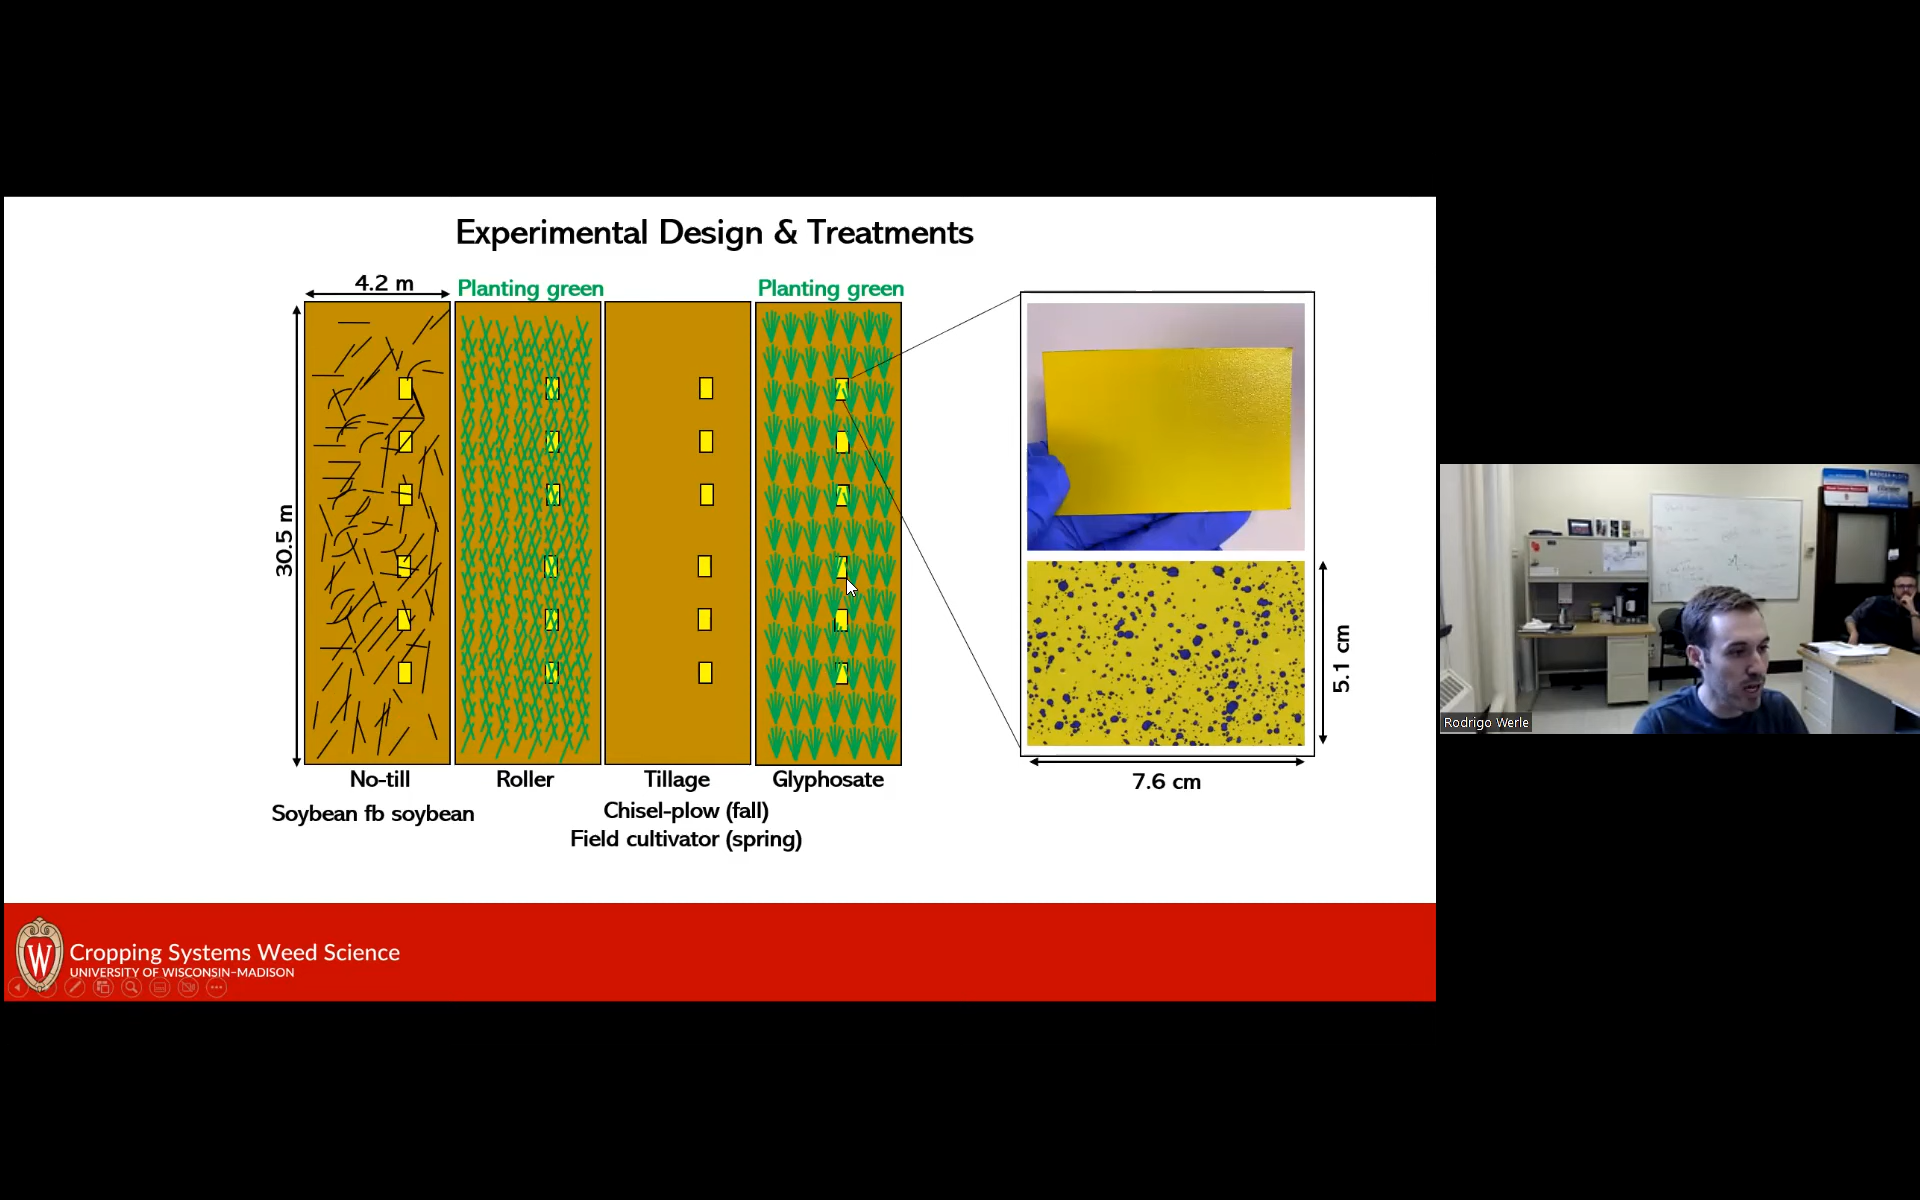 Experimental Design & Treatments
4.2 m
Planting green
Planting green
30.5 m
5.1 cm
7.6 cm
No-till
Roller
Tillage
Glyphosate
Soybean fb soybean
Chisel-plow (fall)
Field cultivator (spring)
W
Cropping Systems Weed Science
UNIVERSITY OF WISCONSIN–MADISON
Rodrigo Werle